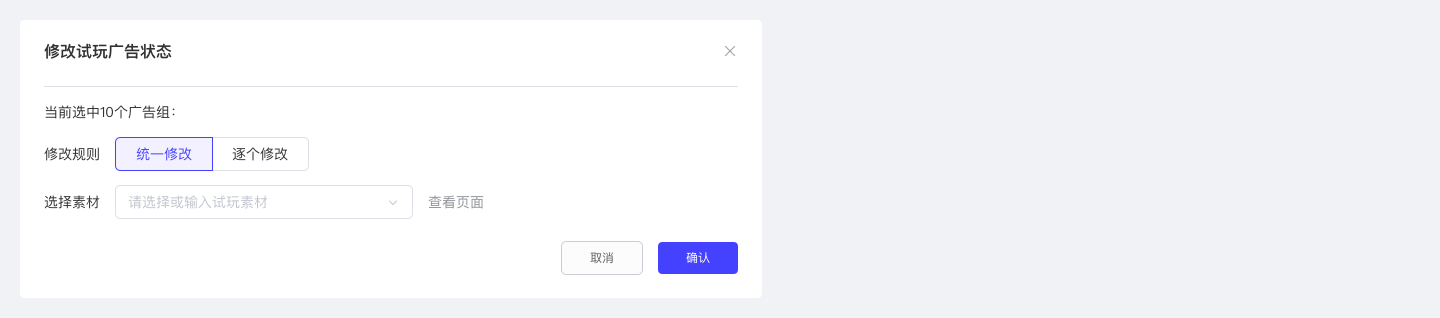 修改试玩广告状态
当前选中10个广告组：
修改规则 统一修改 逐个修改
选择素材 请选择或输入试玩素材 查看页面
取消 确认